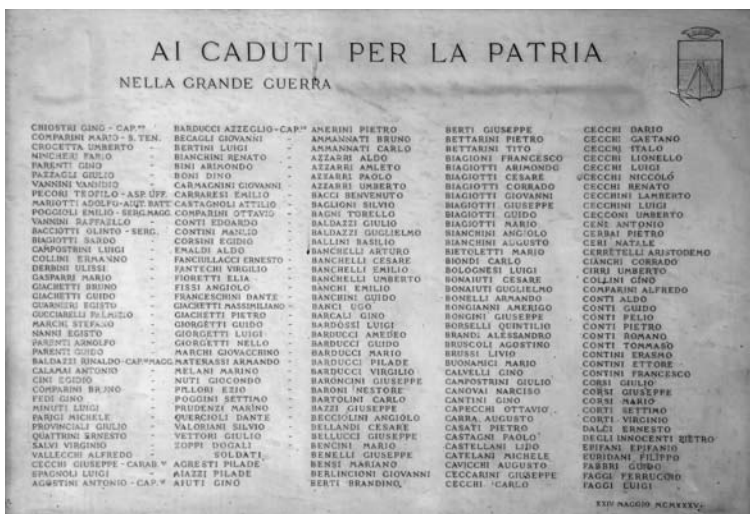 AI CADUTI PER LA PATRIA
NELLA GRANDE GUERRA
CHIOSTRI GINO - CAP.
COMPARINI MARIO - S. TEN.
CROCETTA UMBERTO
NINCHERI FABIO
PARENTI GINO
PAZZAGLI GIULIO
VANNINI VANNIDIO
PECORI TEOFILO - ASP. UFF.
MARIOTTI ADOLFO - AIUT. BATT.
POGGIOLI EMILIO - SERG. MAGG.
VANNINI RAFFAELLO
BACCIOTTI OLINTO - SERG.
BIAGIOTTI SARDO
CAMPOSTRINI LUIGI
COLLINI ERMANNO
DERBINI ULISSI
GASPARRI MARIO
GIACHETTI BRUNO
GIACHETTI GUIDO
GUARNIERI EGISTO
GUCCIARELLI PALMIZIO
MARCHI STEFANO
NANNI EGISTO
PARENTI ARNOLFO
PARENTI GUIDO
BALDAZZI RINALDO - CAP. MAGG.
CALAMAI ANTONIO
CINI EGIDIO
COMPARINI BRUNO
FEDI GINO
MINUTI LUIGI
PARIGI MICHELE
PROVINCIALI GIULIO
QUATTRINI ERNESTO
SALVI VIRGINIO
VALLECCHI ALFREDO
CECCHI GIUSEPPE - CARAB.
SPAGNOLI LUIGI
AGOSTINI ANTONIO - CAP.
BARDUCCI AZZEGLIO - CAP.
BECAGLI GIOVANNI
BERTINI LUIGI
BIANCHINI RENATO
BINI ARIMONDO
BONI DINO
CARMAGNINI GIOVANNI
CARRARESI EMILIO
CASTAGNOLI ATTILIO
COMPARINI OTTAVIO
CONTI EDOARDO
CONTINI MANLIO
CORSINI EGIDIO
EMALDI ALDO
FANCIULLACCI ERNESTO
FANTECHI VIRGILIO
FIORETTI ELIA
FISSI ANGIOLO
FRANCESCHINI DANTE
GIACHETTI MASSIMILIANO
GIACHETTI PIETRO
GIORGETTI GUIDO
GIORGETTI LUIGI
GIORGETTI NELLO
MARCHI GIOVACCHINO
MATERASSI ARMANDO
MELANI MARINO
NUTI GIOCONDO
PELORI EZIO
POGGINI SETTIMO
PRUDENZI MARINO
QUERCIOLI DANTE
VALORIANI SILVIO
VETTORI GIULIO
ZOPPI DOGALI
SOLDATI
AGRESTI PILADE
AIAZZI PILADE
AIUTI GINO
AMERINI PIETRO
AMMANNATI BRUNO
AMMANNATI CARLO
AZZARRI ALDO
AZZARRI AMLETO
AZZARRI PAOLO
AZZARRI UMBERTO
BACCI BENVENUTO
BAGLIGNI SILVIO
BAGNI TORELLO
BALDAZZI GIULIO
BALDAZZI GUGLIELMO
BALLINI BASILIO
BANCHELLI ARTURO
BANCHELLI CESARE
BANCHELLI EMILIO
BANCHELLI UMBERTO
BANCHI EMILIO
BANCHINI GUIDO
BANCI UGO
BARCALI GINO
BARDOSSI LUIGI
BARDUCCI AMEDEO
BARDUCCI GUIDO
BARDUCCI MARIO
BARDUCCI PILADE
BARDUCCI VIRGILIO
BARONCINI GIUSEPPE
BARONI NESTORE
BARTOLINI CARLO
BAZZI GIUSEPPE
BECCIOLINI ANGIOLO
BELLANDI CESARE
BELLUCCI GIUSEPPE
BENCINI MARIO
BENELLI GIUSEPPE
BENSI MARIANO
BERLINCIONI GIOVANNI
BERTI BRANDINO
BERTI GIUSEPPE
BETTARINI PIETRO
BETTARINI TITO
BIAGIONI FRANCESCO
BIAGIOTTI ARIMONDO
BIAGIOTTI CESARE
BIAGIOTTI CORRADO
BIAGIOTTI GIOVANNI
BIAGIOTTI GIUSEPPE
BIAGIOTTI GUIDO
BIAGIOTTI MARIO
BIANCHINI ANGIOLO
BIANCHINI AUGUSTO
BIETOLETTI MARIO
BIONDI CARLO
BOLOGNESI LUIGI
BONAIUTI CESARE
BONAIUTI GUGLIELMO
BONELLI ARMANDO
BONGIANNI AMERIGO
BONGINI GIUSEPPE
BORSELLI QUINTILIO
BRANDI ALESSANDRO
BRUSCOLI AGOSTINO
BRUSSI LIVIO
BUONAMICI MARIO
CALVELLI GINO
CAMPOSTRINI GIULIO
CANOVAI NARCISO
CANTINI GINO
CAPECCHI OTTAVIO
CARRA AUGUSTO
CASATI PIETRO
CASTAGNI PAOLO
CASTELLANI LIDO
CATELANI MICHELE
CAVICCHI AUGUSTO
CECCARINI GIUSEPPE
CECCHI CARLO
CECCHI DARIO
CECCHI GAETANO
CECCHI ITALO
CECCHI LIONELLO
CECCHI LUIGI
CECCHI NICCOLÓ
CECCHI RENATO
CECCHINI LAMBERTO
CECCHINI LUIGI
CECCONI UMBERTO
CENI ANTONIO
CERBAI PIETRO
CERI NATALE
CERRETELLI ARISTODEMO
CIANCHI CORRADO
CIRRI UMBERTO
COLLINI GINO
COMPARINI ALFREDO
CONTI ALDO
CONTI GUIDO
CONTI PELIO
CONTI PIETRO
CONTI ROMANO
CONTI TOMMASO
CONTINI ERASMO
CONTINI ETTORE
CONTINI FRANCESCO
CORSI GIULIO
CORSI GIUSEPPE
CORSI MARIO
CORTI SETTIMO
CORTI VIRGINIO
DALCI ERNESTO
DEGLI INNOCENTI PIETRO
EPIFANI EPIFANIO
EURIDANI FILIPPO
FABBRI GUIDO
FAGGI FERRUCCIO
FAGGI LUIGI
XXIV MAGGIO MCMXXXV